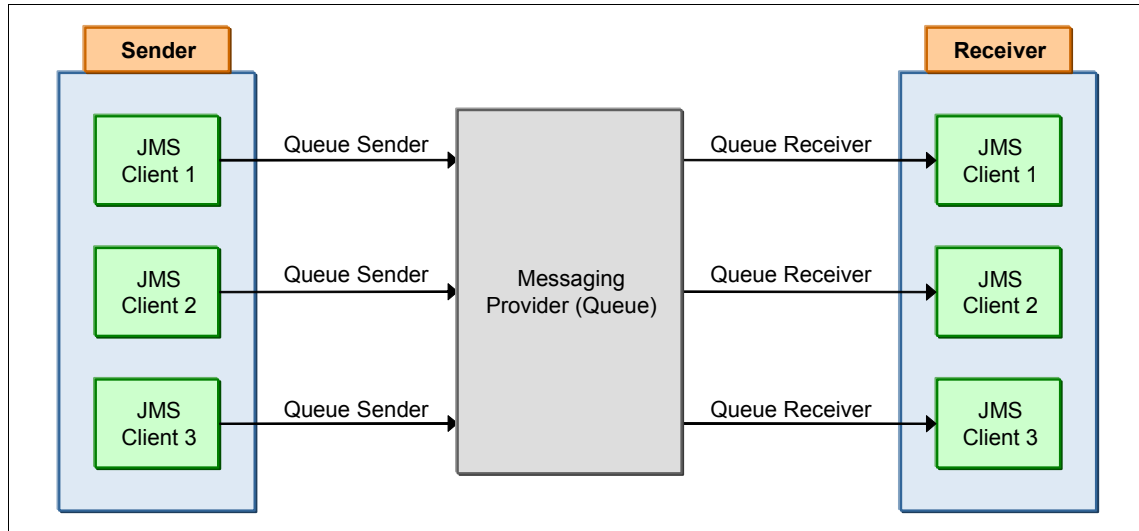 Sender
Receiver
JMS
Client 1
Queue Sender
Queue Receiver
JMS
Client 1
JMS
Client 2
Queue Sender
Messaging
Provider (Queue)
Queue Receiver
JMS
Client 2
JMS
Client 3
Queue Sender
Queue Receiver
JMS
Client 3